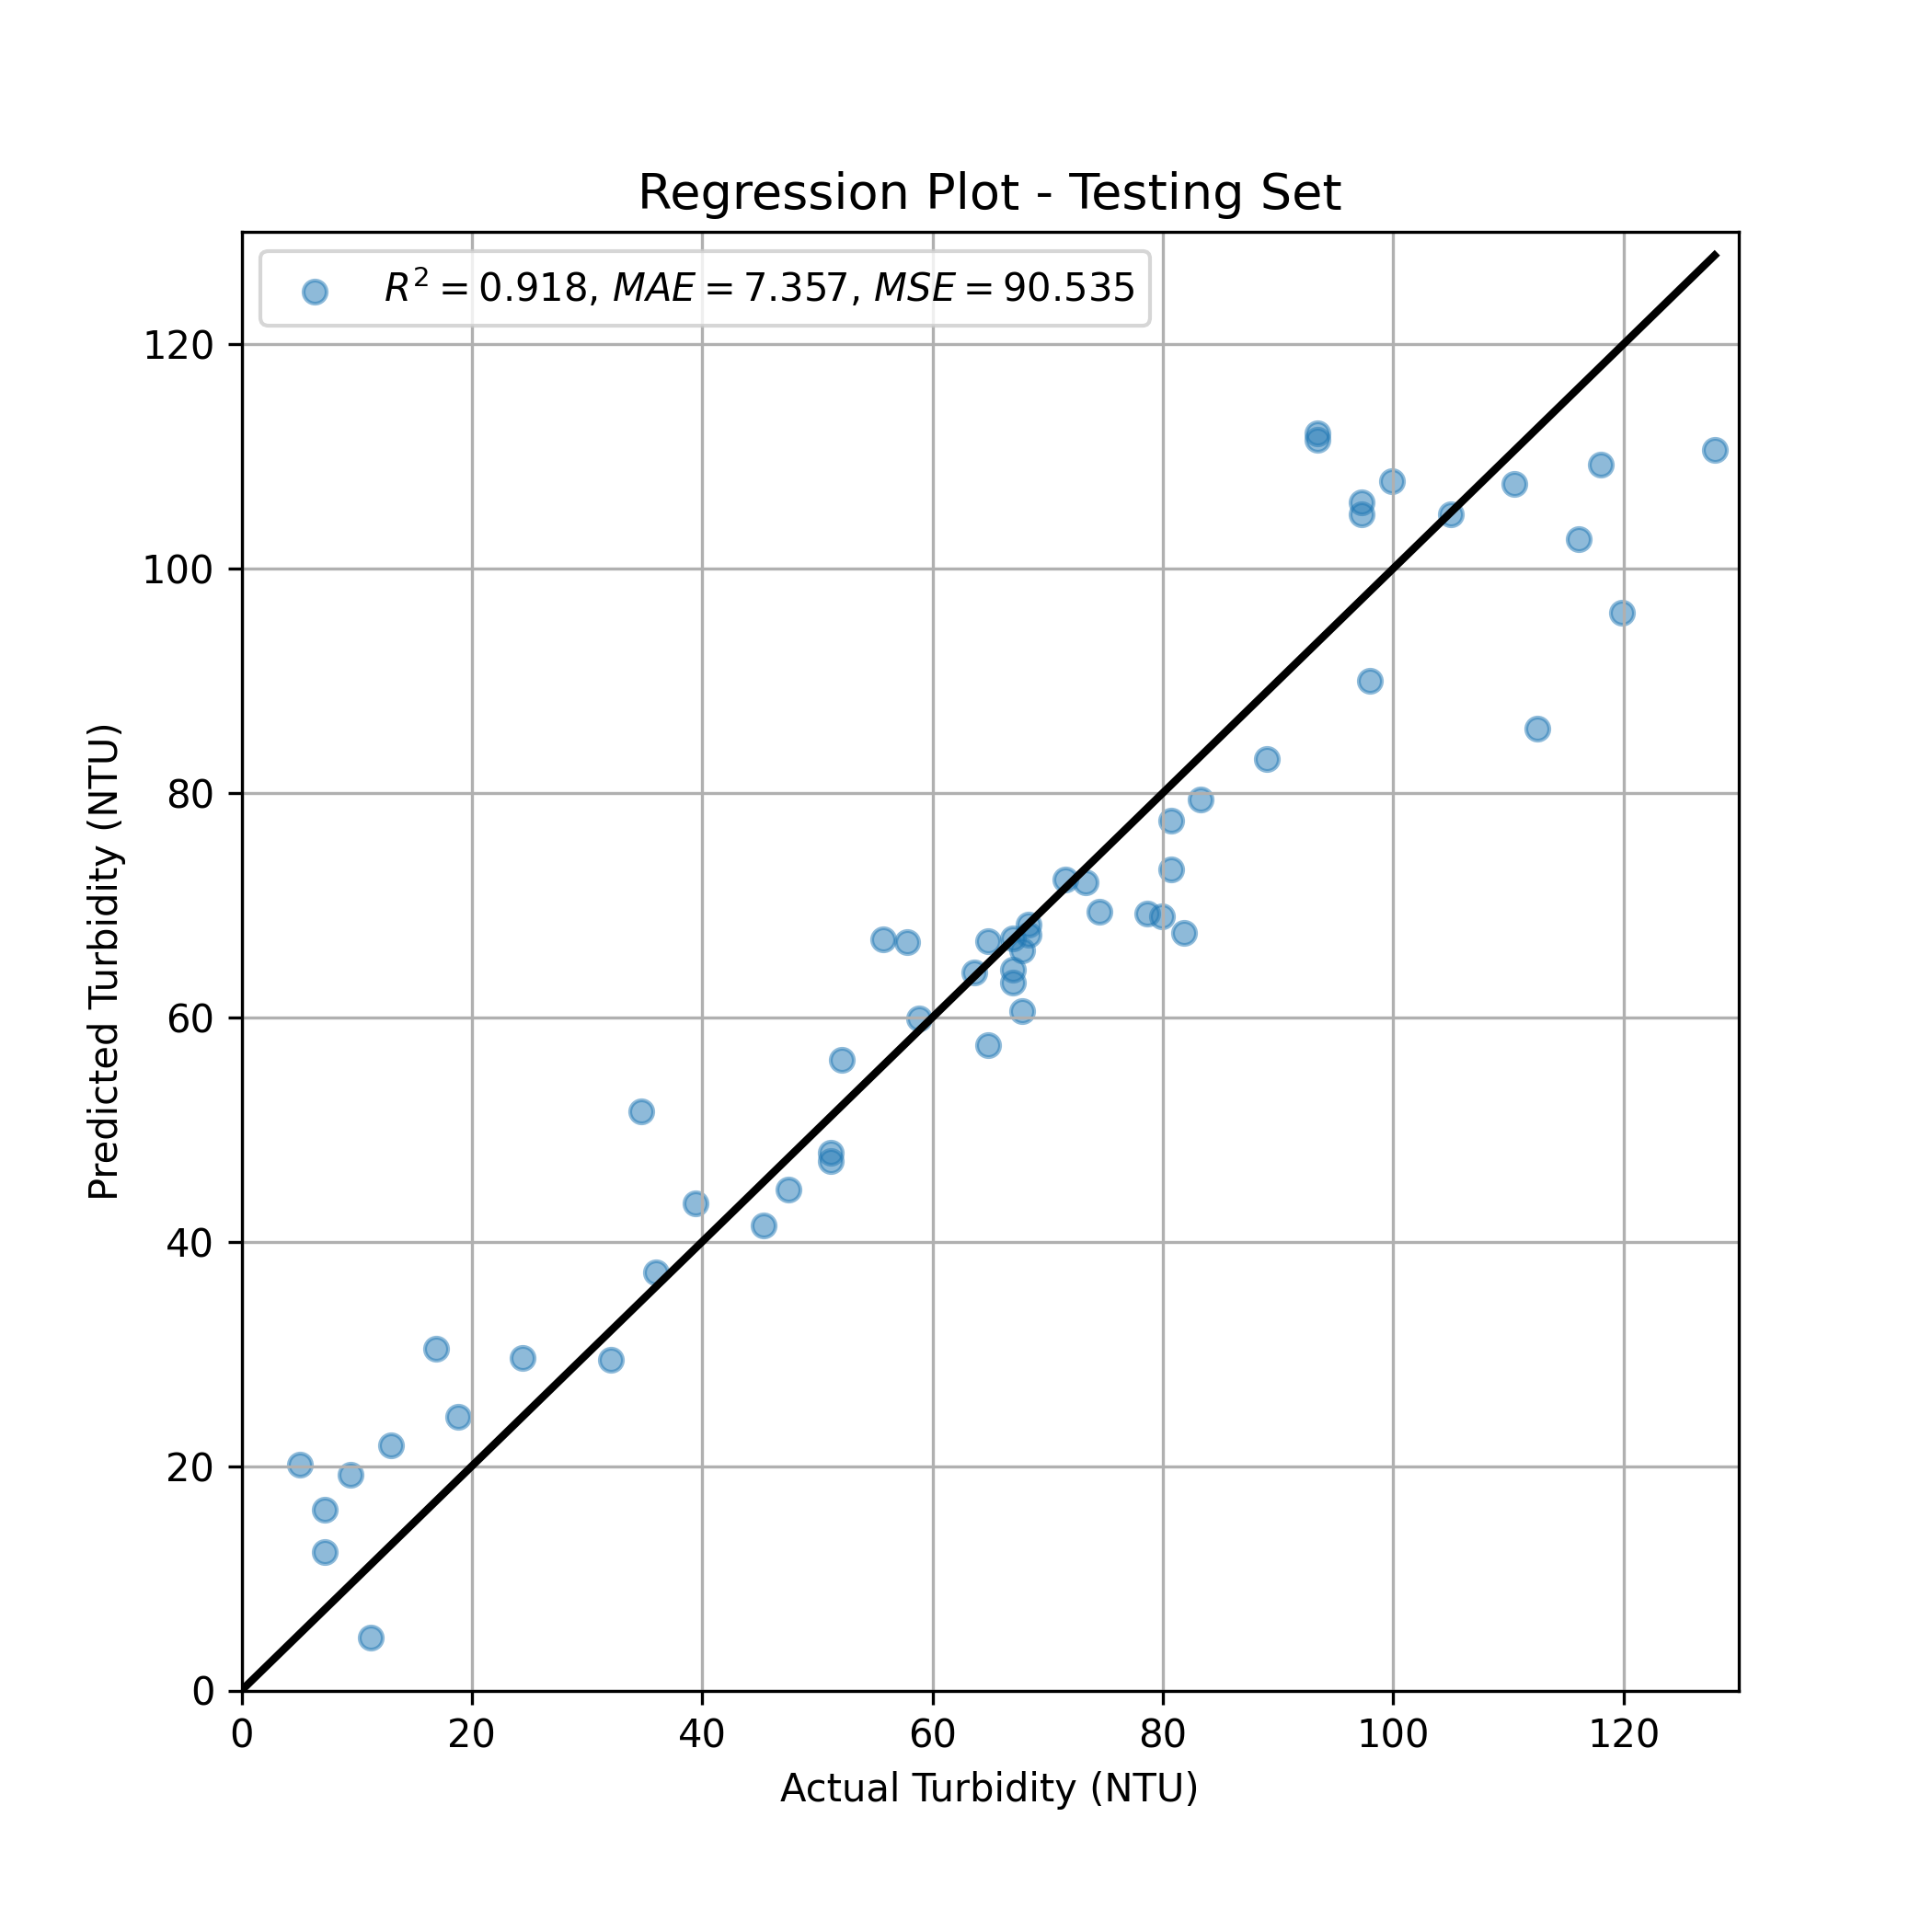 Regression Plot - Testing Set
R² = 0.918, MAE = 7.357, MSE = 90.535
120
100
80
60
40
20
0
Predicted Turbidity (NTU)
0 20 40 60 80 100 120
Actual Turbidity (NTU)